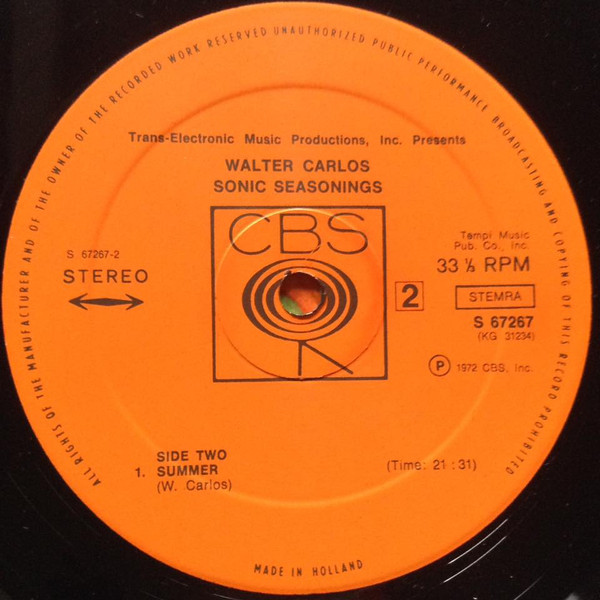 ALL RIGHTS OF THE MANUFACTURER AND OF THE OWNER OF THE RECORDED WORK RESERVED UNAUTHORIZED PUBLIC PERFORMANCE BROADCASTING AND COPYING OF THIS RECORD PROHIBITED
Trans-Electronic Music Productions, Inc. Presents
WALTER CARLOS
SONIC SEASONINGS
CBS
S 67267-2
STEREO
Tempi Music
Pub. Co., Inc.
33 ⅓ RPM
2
STEMRA
S 67267
(KG 31234)
Ⓟ 1972 CBS, Inc.
SIDE TWO
1. SUMMER (Time: 21 : 31)
(W. Carlos)
MADE IN HOLLAND